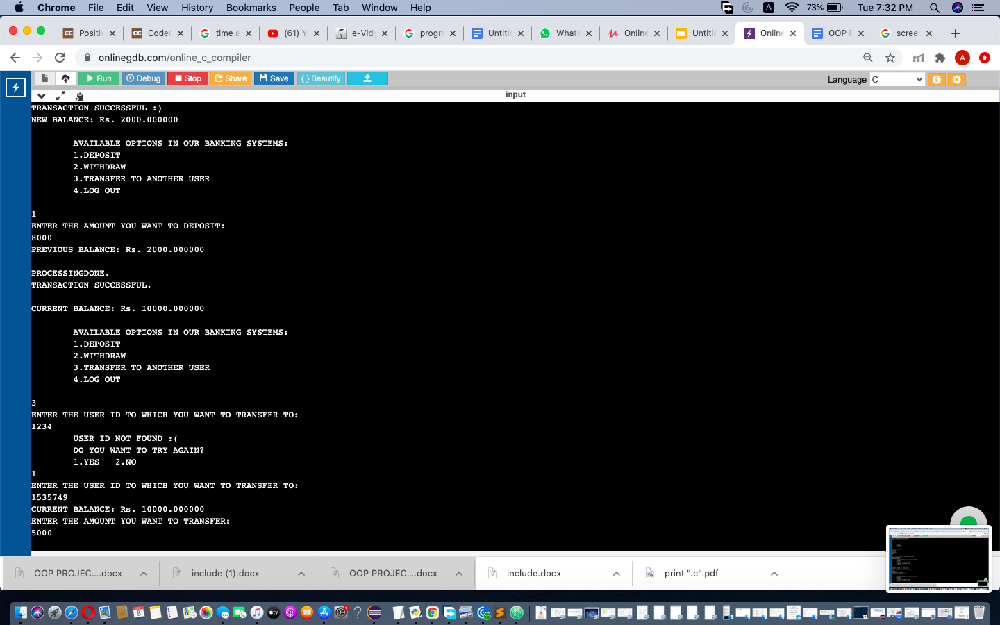 Chrome File Edit View History Bookmarks People Tab Window Help A 73% Tue 7:32 PM
Positiv CodeC time a (61) Y e-Vidy progra Untitle Whats Online Untitle Online OOP P screen
onlinegdb.com/online_c_compiler A
Run Debug Stop Share Save {} Beautify Language C
input
TRANSACTION SUCCESSFUL :)
NEW BALANCE: Rs. 2000.000000
AVAILABLE OPTIONS IN OUR BANKING SYSTEMS:
1.DEPOSIT
2.WITHDRAW
3.TRANSFER TO ANOTHER USER
4.LOG OUT
1
ENTER THE AMOUNT YOU WANT TO DEPOSIT:
8000
PREVIOUS BALANCE: Rs. 2000.000000
PROCESSINGDONE.
TRANSACTION SUCCESSFUL.
CURRENT BALANCE: Rs. 10000.000000
AVAILABLE OPTIONS IN OUR BANKING SYSTEMS:
1.DEPOSIT
2.WITHDRAW
3.TRANSFER TO ANOTHER USER
4.LOG OUT
3
ENTER THE USER ID TO WHICH YOU WANT TO TRANSFER TO:
1234
USER ID NOT FOUND :(
DO YOU WANT TO TRY AGAIN?
1.YES 2.NO
1
ENTER THE USER ID TO WHICH YOU WANT TO TRANSFER TO:
1535749
CURRENT BALANCE: Rs. 10000.000000
ENTER THE AMOUNT YOU WANT TO TRANSFER:
5000
OOP PROJEC....docx include (1).docx OOP PROJEC....docx include.docx print ".c".pdf